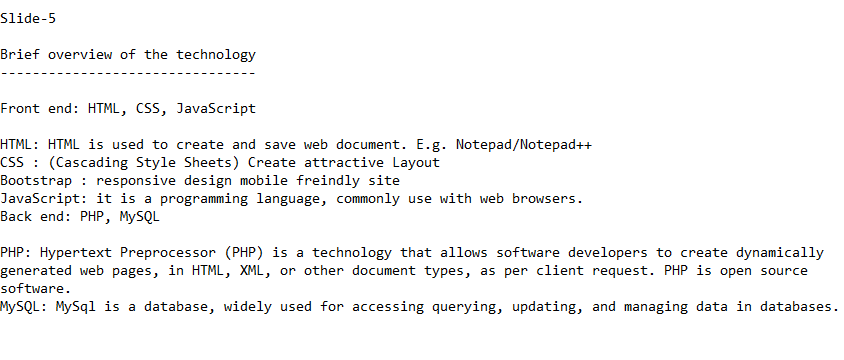 Slide-5
Brief overview of the technology
--------------------------------
Front end: HTML, CSS, JavaScript
HTML: HTML is used to create and save web document. E.g. Notepad/Notepad++
CSS : (Cascading Style Sheets) Create attractive Layout
Bootstrap : responsive design mobile freindly site
JavaScript: it is a programming language, commonly use with web browsers.
Back end: PHP, MySQL
PHP: Hypertext Preprocessor (PHP) is a technology that allows software developers to create dynamically
generated web pages, in HTML, XML, or other document types, as per client request. PHP is open source
software.
MySQL: MySql is a database, widely used for accessing querying, updating, and managing data in databases.